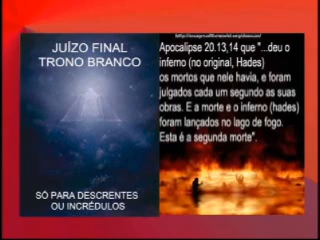 JUÍZO FINAL
TRONO BRANCO
SÓ PARA DESCRENTES
OU INCRÉDULOS
Apocalipse 20.13,14 que "...deu o
inferno (no original, Hades)
os mortos que nele havia, e foram
julgados cada um segundo as suas
obras. E a morte e o inferno (hades)
foram lançados no lago de fogo.
Esta é a segunda morte".